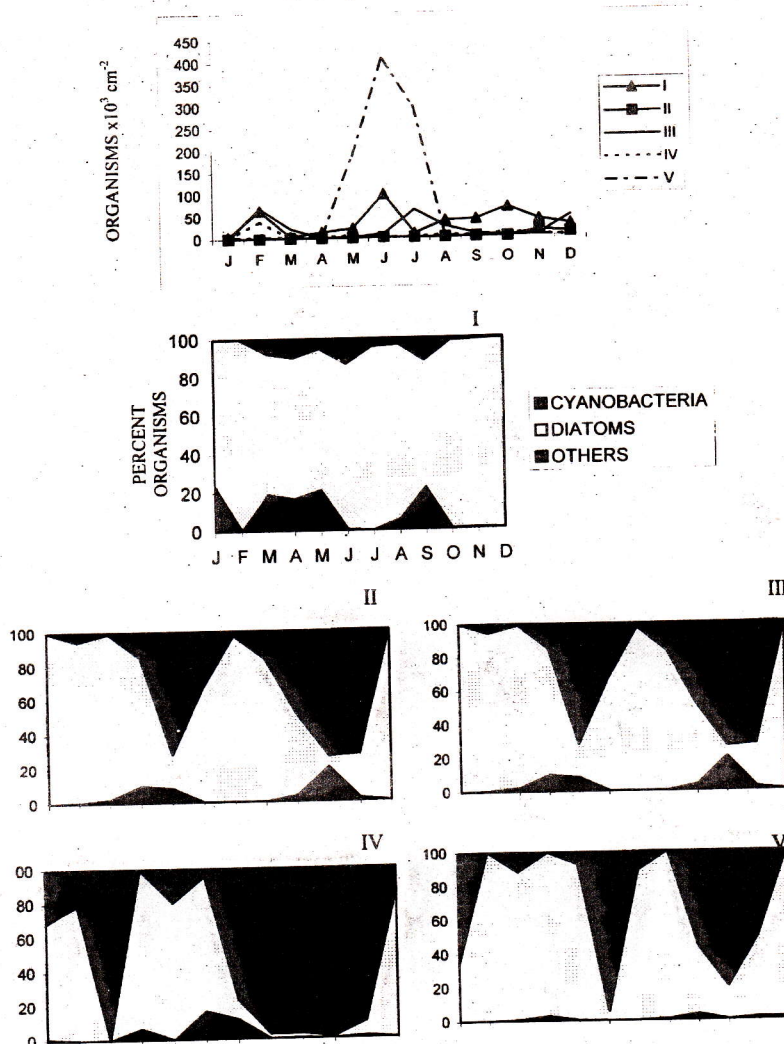 450
400
350
300
250
200
150
100
50
0
ORGANISMS x10³ cm⁻²
J F M A M J J A S O N D
I
II
III
IV
V
I
100
80
60
40
20
0
PERCENT
ORGANISMS
J F M A M J J A S O N D
CYANOBACTERIA
DIATOMS
OTHERS
II
100
80
60
40
20
0
III
100
80
60
40
20
0
IV
00
80
60
40
20
0
V
100
80
60
40
20
0